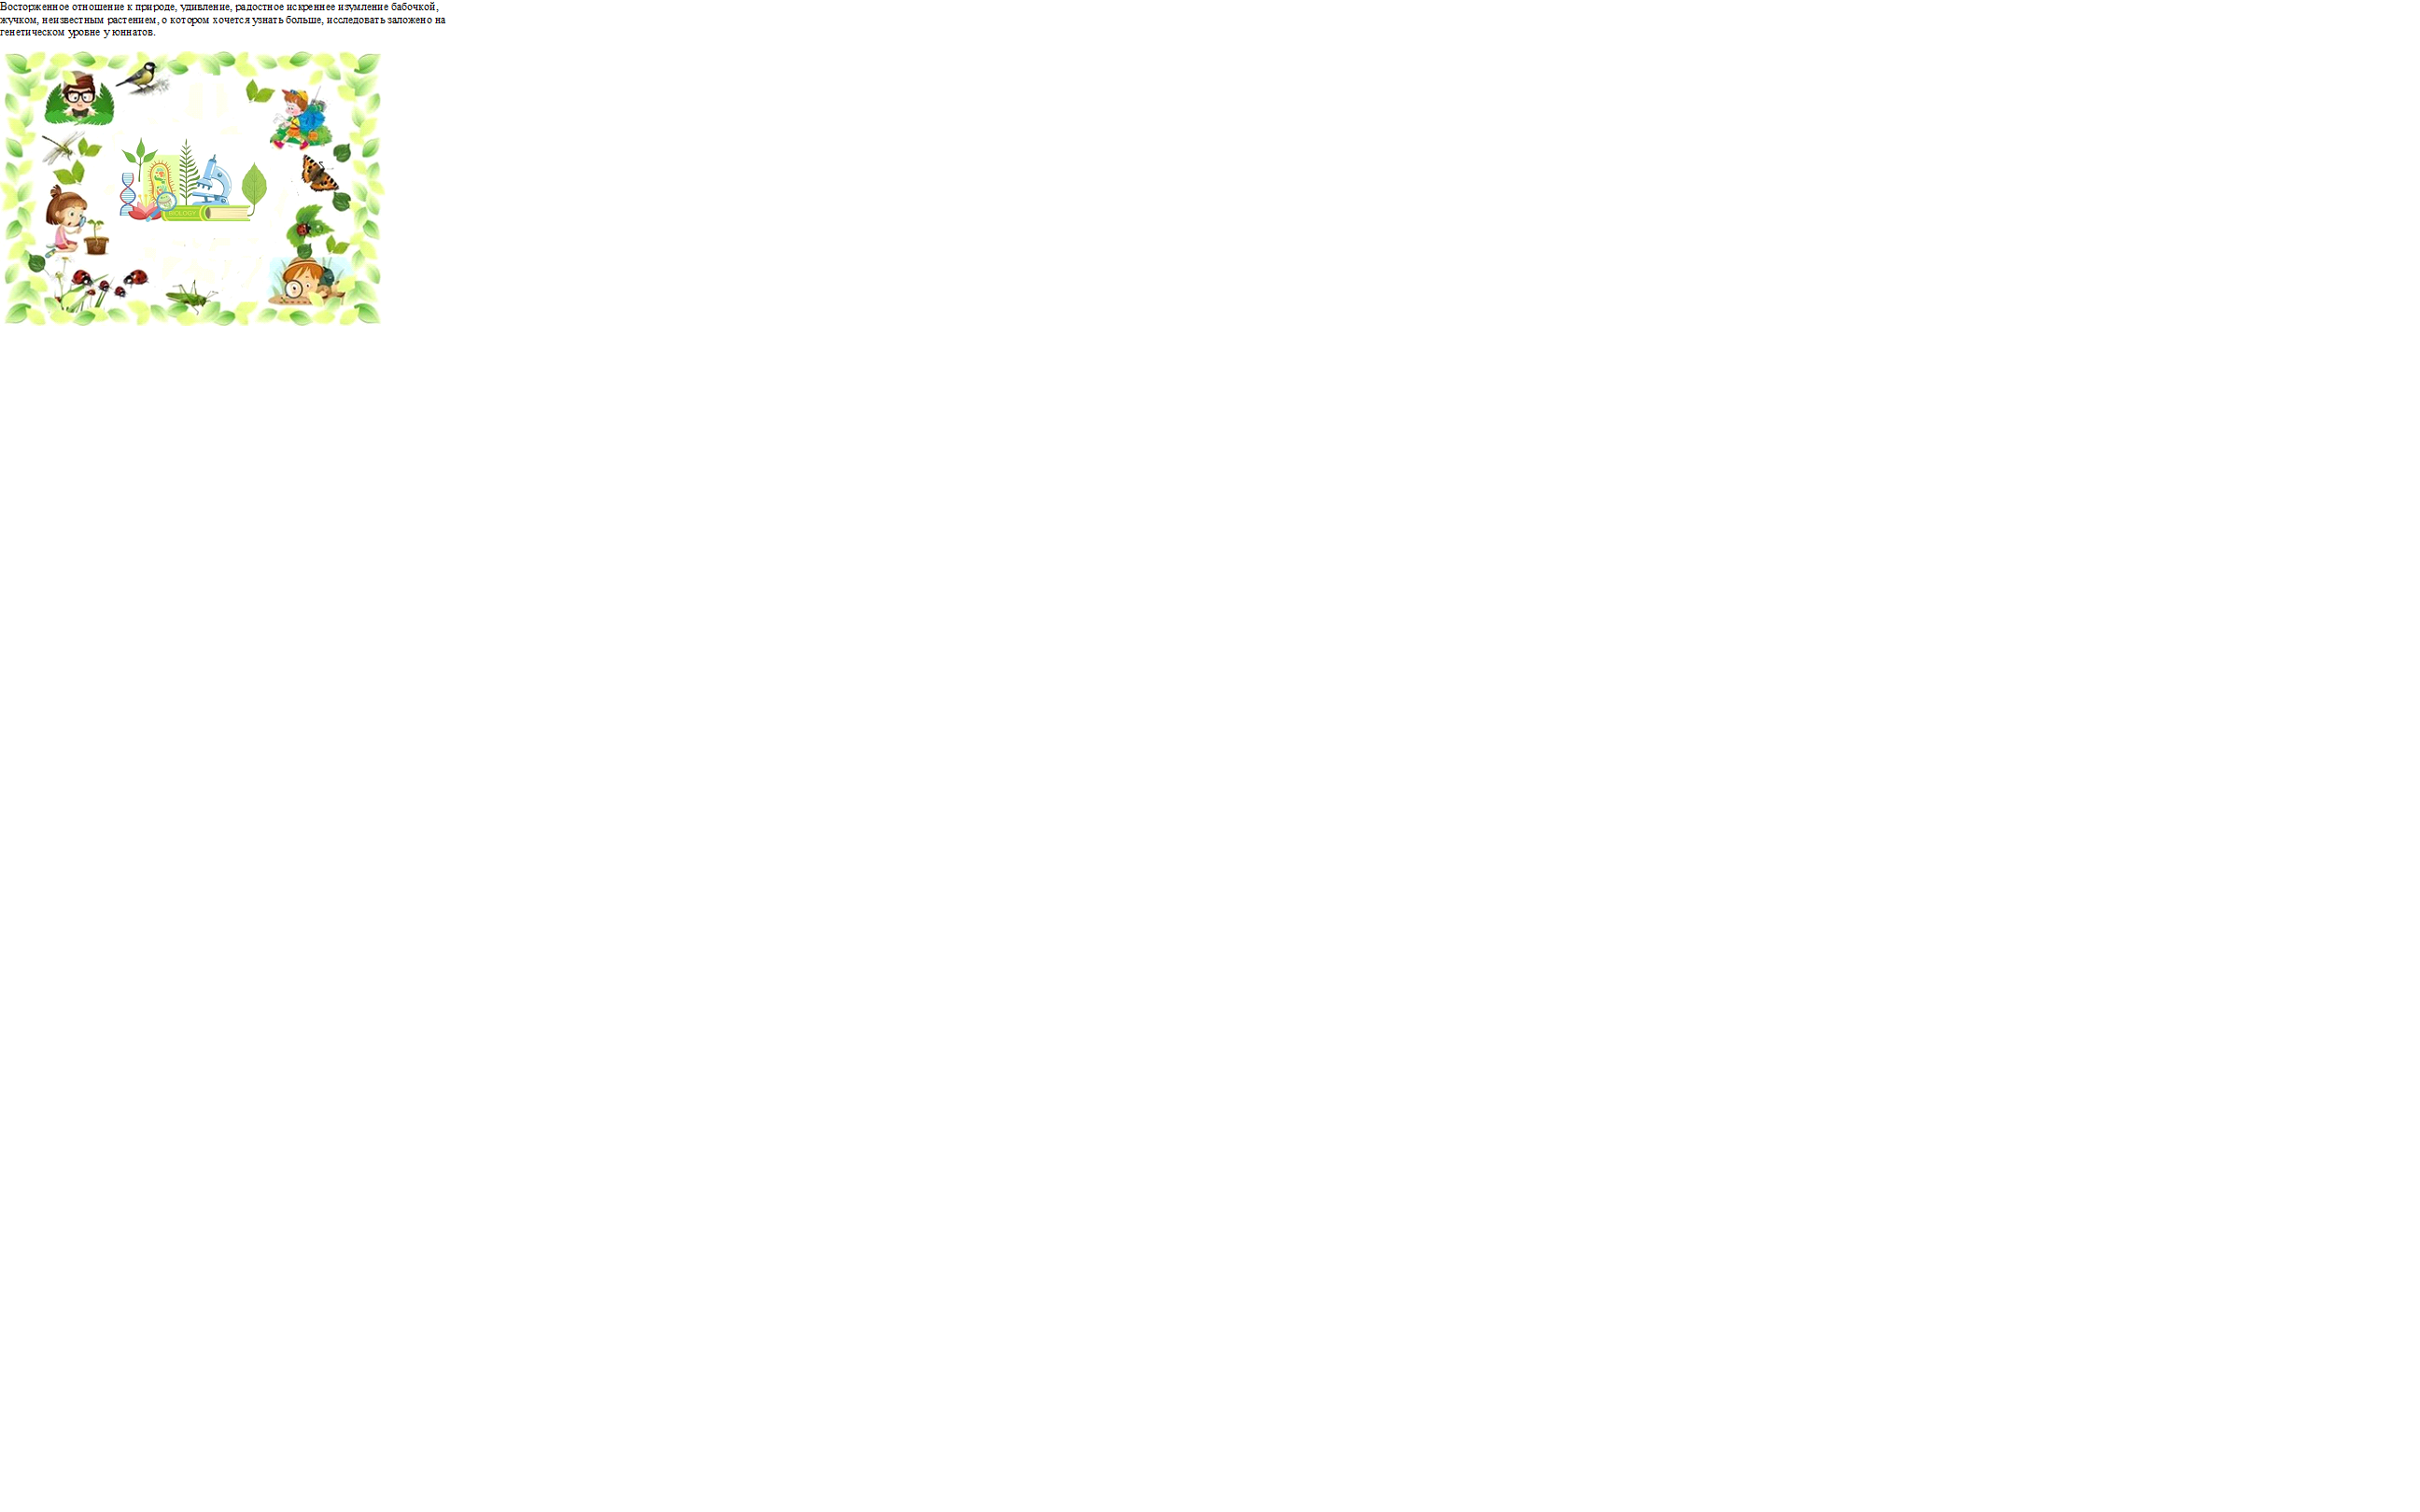 Восторженное отношение к природе, удивление, радостное искреннее изумление бабочкой,
жучком, неизвестным растением, о котором хочется узнать больше, исследовать заложено на
генетическом уровне у юннатов.
BIOLOGY